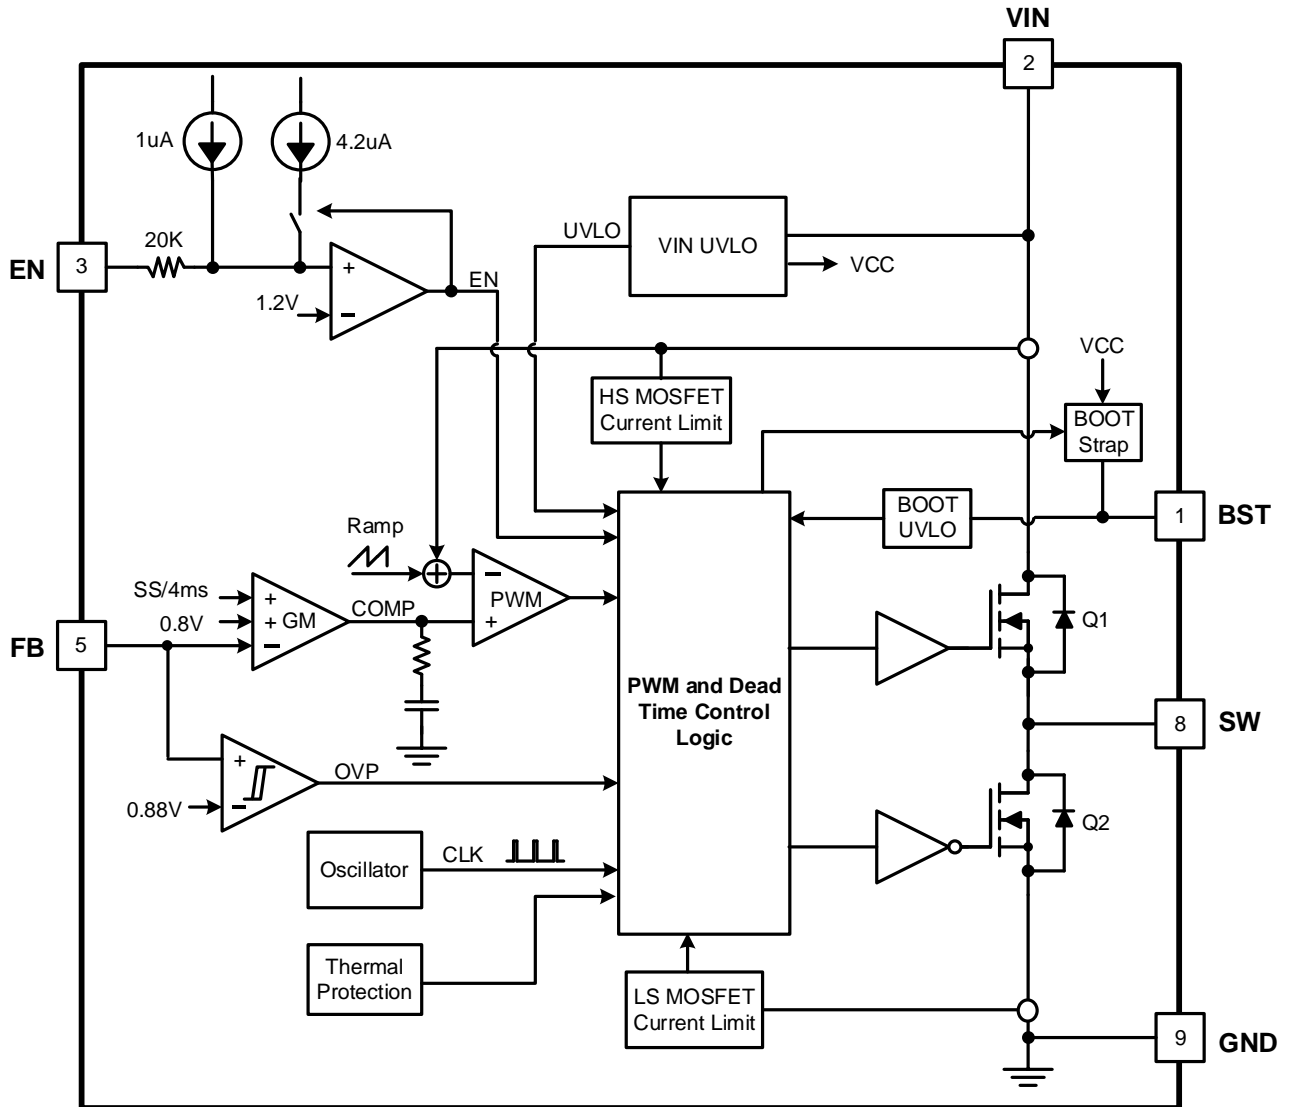 VIN
2
1uA
4.2uA
20K
EN
3
+
1.2V
−
EN
UVLO
VIN UVLO
VCC
HS MOSFET
Current Limit
VCC
BOOT
Strap
BOOT
UVLO
1
BST
Ramp
−
PWM
+
SS/4ms
0.8V
+
+
−
GM
COMP
FB
5
PWM and Dead
Time Control
Logic
Q1
8
SW
+
0.88V
−
OVP
Q2
Oscillator
CLK
Thermal
Protection
LS MOSFET
Current Limit
9
GND